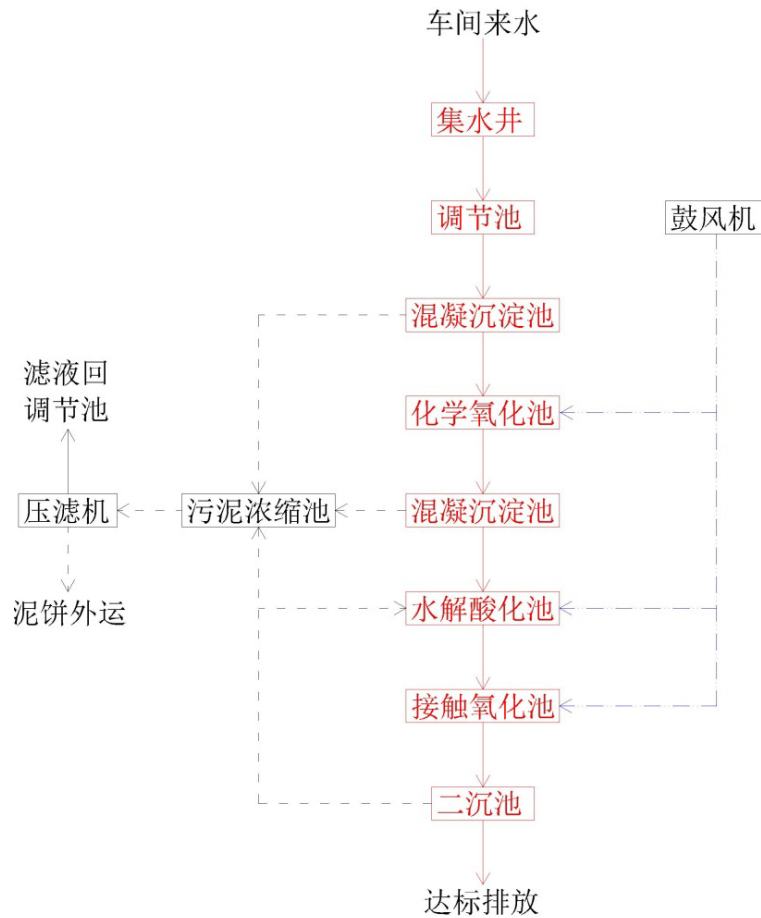 车间来水
集水井
调节池
鼓风机
混凝沉淀池
滤液回
调节池
化学氧化池
压滤机
污泥浓缩池
混凝沉淀池
泥饼外运
水解酸化池
接触氧化池
二沉池
达标排放